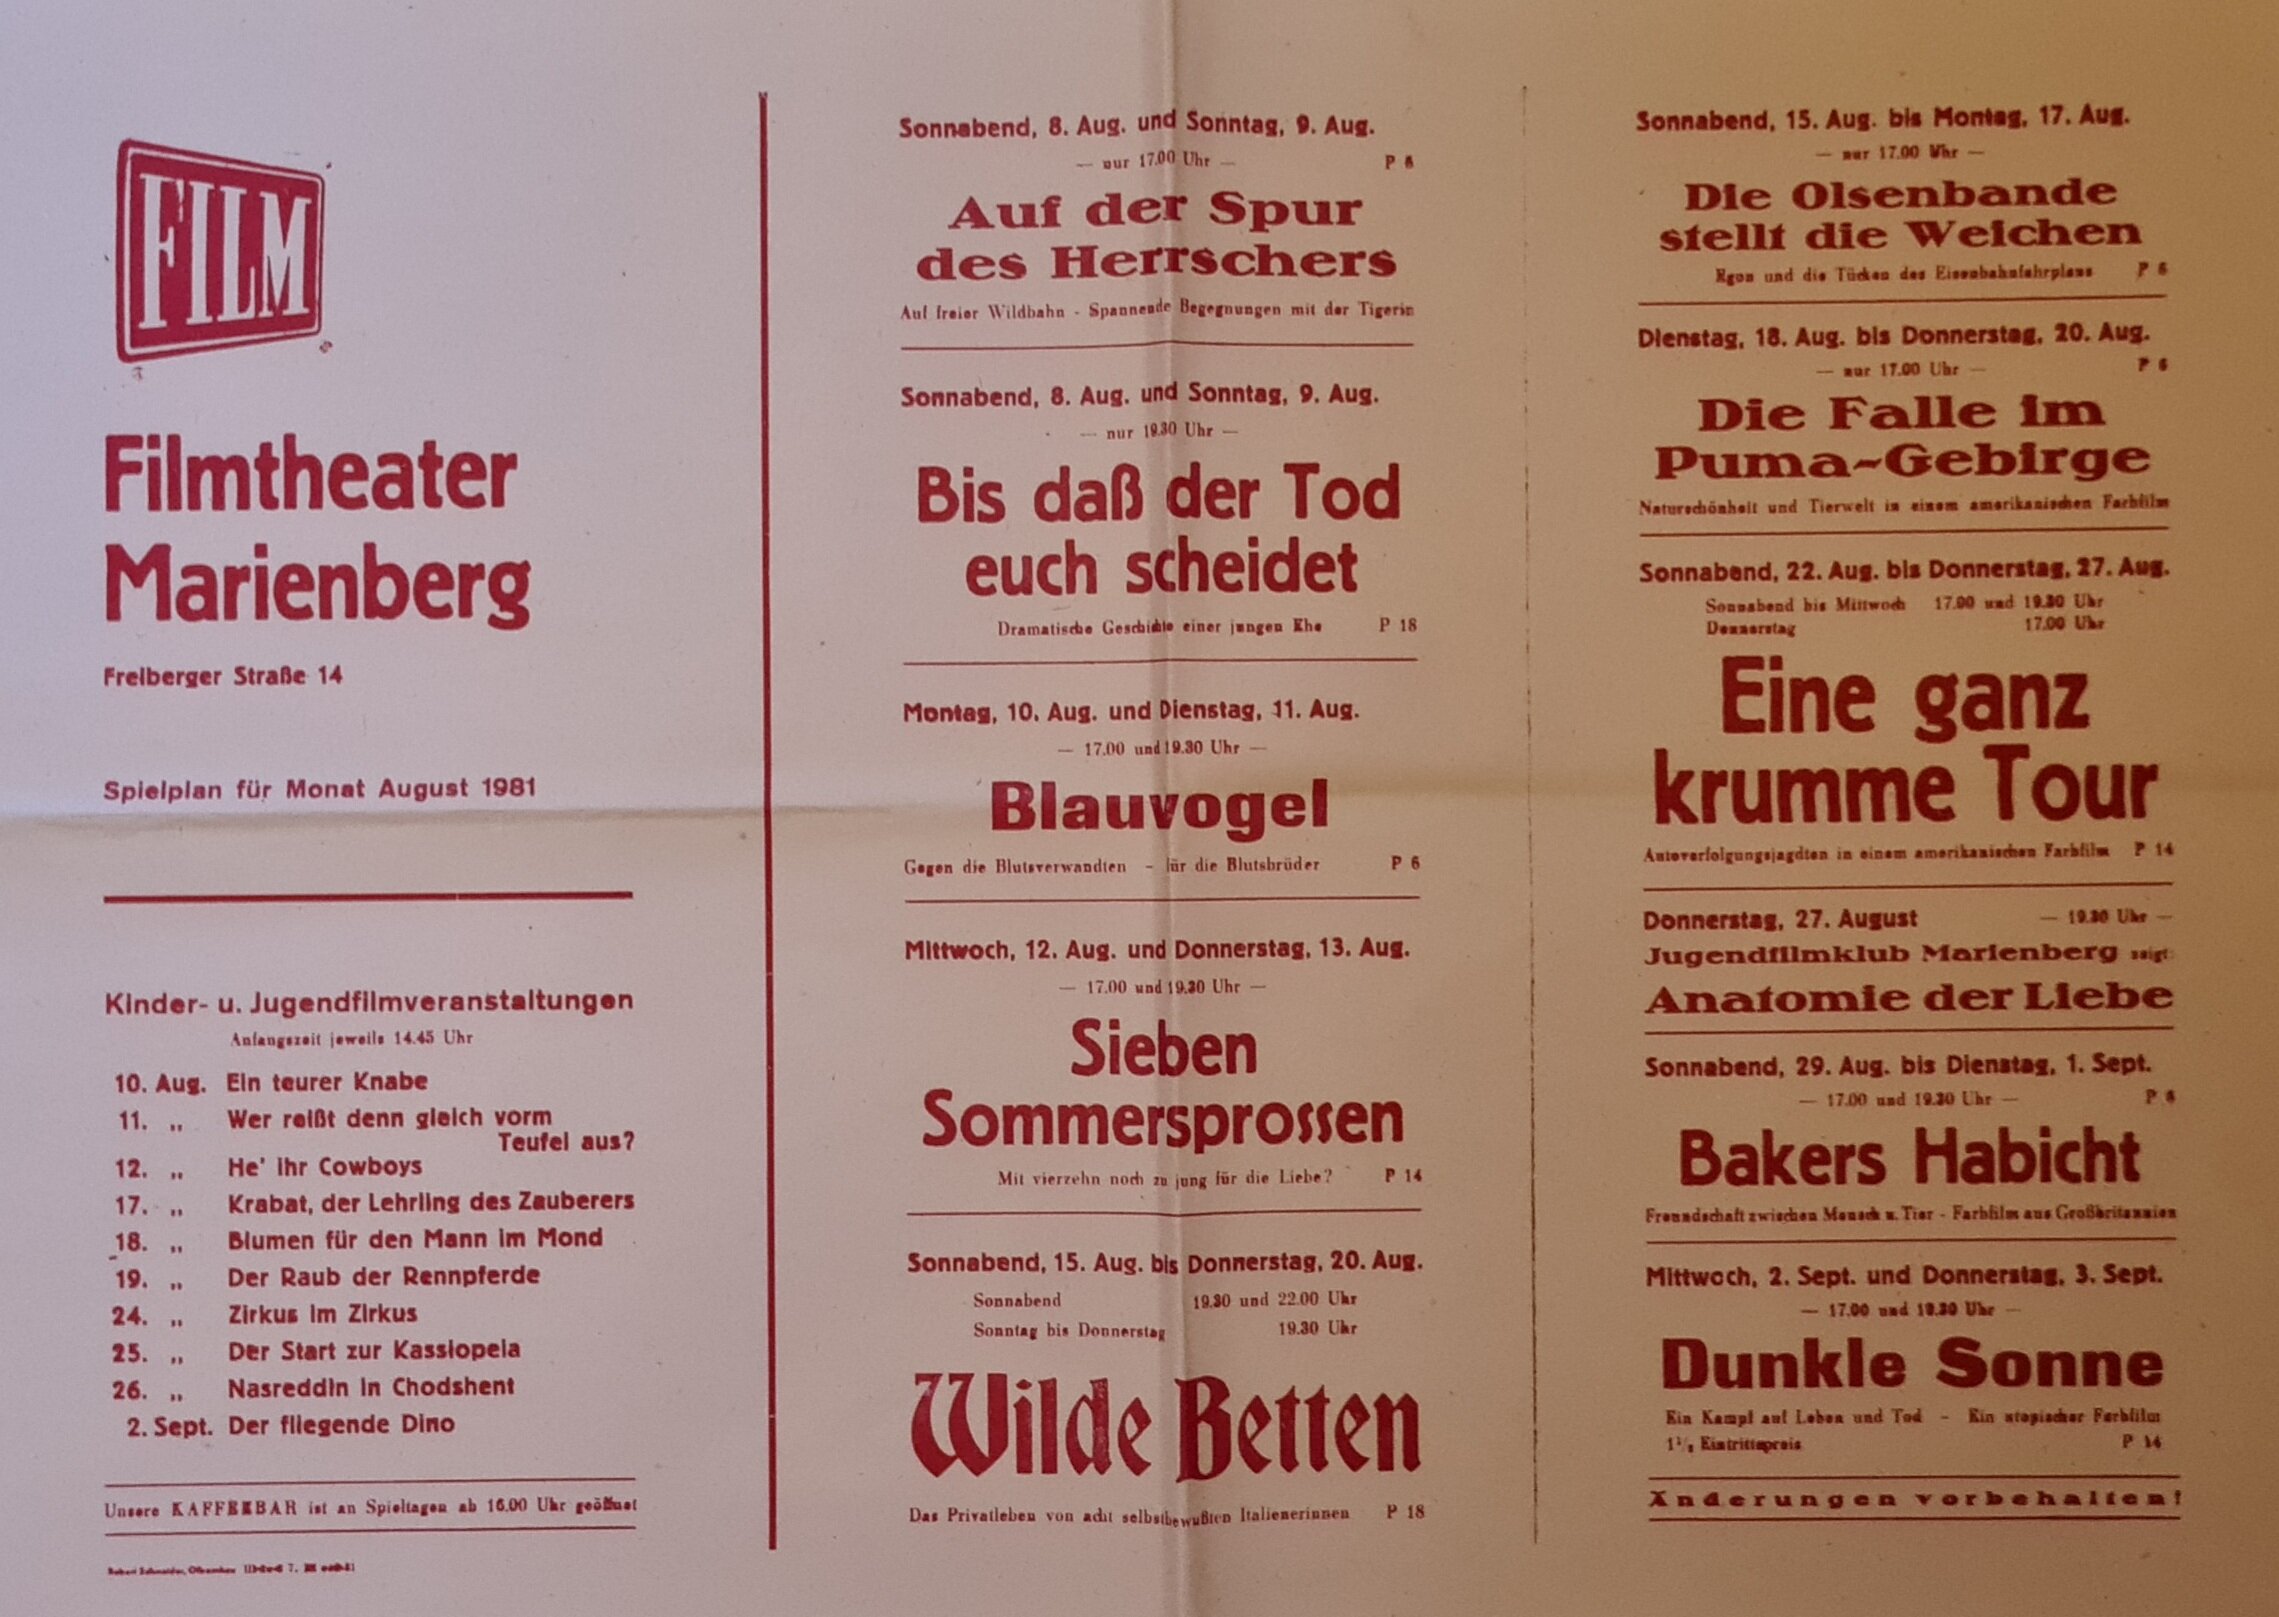 FILM
Filmtheater
Marienberg
Freiberger Straße 14
Spielplan für Monat August 1981
Kinder- u. Jugendfilmveranstaltungen
Anfangszeit jeweils 14.45 Uhr
10. Aug. Ein teurer Knabe
11. „ Wer reißt denn gleich vorm
Teufel aus?
12. „ He' ihr Cowboys
17. „ Krabat, der Lehrling des Zauberers
18. „ Blumen für den Mann im Mond
19. „ Der Raub der Rennpferde
24. „ Zirkus im Zirkus
25. „ Der Start zur Kassiopeia
26. „ Nasreddin in Chodshent
2. Sept. Der fliegende Dino
Unsere KAFFEEBAR ist an Spieltagen ab 16.00 Uhr geöffnet
Robert Schneider, Olbernhau
Sonnabend, 8. Aug. und Sonntag, 9. Aug.
— nur 17.00 Uhr — P 6
Auf der Spur
des Herrschers
Auf freier Wildbahn - Spannende Begegnungen mit der Tigerin
Sonnabend, 8. Aug. und Sonntag, 9. Aug.
— nur 19.30 Uhr —
Bis daß der Tod
euch scheidet
Dramatische Geschichte einer jungen Ehe P 18
Montag, 10. Aug. und Dienstag, 11. Aug.
— 17.00 und 19.30 Uhr —
Blauvogel
Gegen die Blutsverwandten - für die Blutsbrüder P 6
Mittwoch, 12. Aug. und Donnerstag, 13. Aug.
— 17.00 und 19.30 Uhr —
Sieben
Sommersprossen
Mit vierzehn noch zu jung für die Liebe? P 14
Sonnabend, 15. Aug. bis Donnerstag, 20. Aug.
Sonnabend 19.30 und 22.00 Uhr
Sonntag bis Donnerstag 19.30 Uhr
Wilde Betten
Das Privatleben von acht selbstbewußten Italienerinnen P 18
Sonnabend, 15. Aug. bis Montag, 17. Aug.
— nur 17.00 Uhr —
Die Olsenbande
stellt die Weichen
Egon und die Tücken des Eisenbahnfahrplans P 6
Dienstag, 18. Aug. bis Donnerstag, 20. Aug.
— nur 17.00 Uhr — P 6
Die Falle im
Puma-Gebirge
Naturschönheit und Tierwelt in einem amerikanischen Farbfilm
Sonnabend, 22. Aug. bis Donnerstag, 27. Aug.
Sonnabend bis Mittwoch 17.00 und 19.30 Uhr
Donnerstag 17.00 Uhr
Eine ganz
krumme Tour
Autoverfolgungsjagdten in einem amerikanischen Farbfilm P 14
Donnerstag, 27. August — 19.30 Uhr —
Jugendfilmklub Marienberg zeigt:
Anatomie der Liebe
Sonnabend, 29. Aug. bis Dienstag, 1. Sept.
— 17.00 und 19.30 Uhr — P 6
Bakers Habicht
Freundschaft zwischen Mensch u. Tier - Farbfilm aus Großbritannien
Mittwoch, 2. Sept. und Donnerstag, 3. Sept.
— 17.00 und 19.30 Uhr —
Dunkle Sonne
Ein Kampf auf Leben und Tod - Ein utopischer Farbfilm
Eintrittspreis P 14
Änderungen vorbehalten!